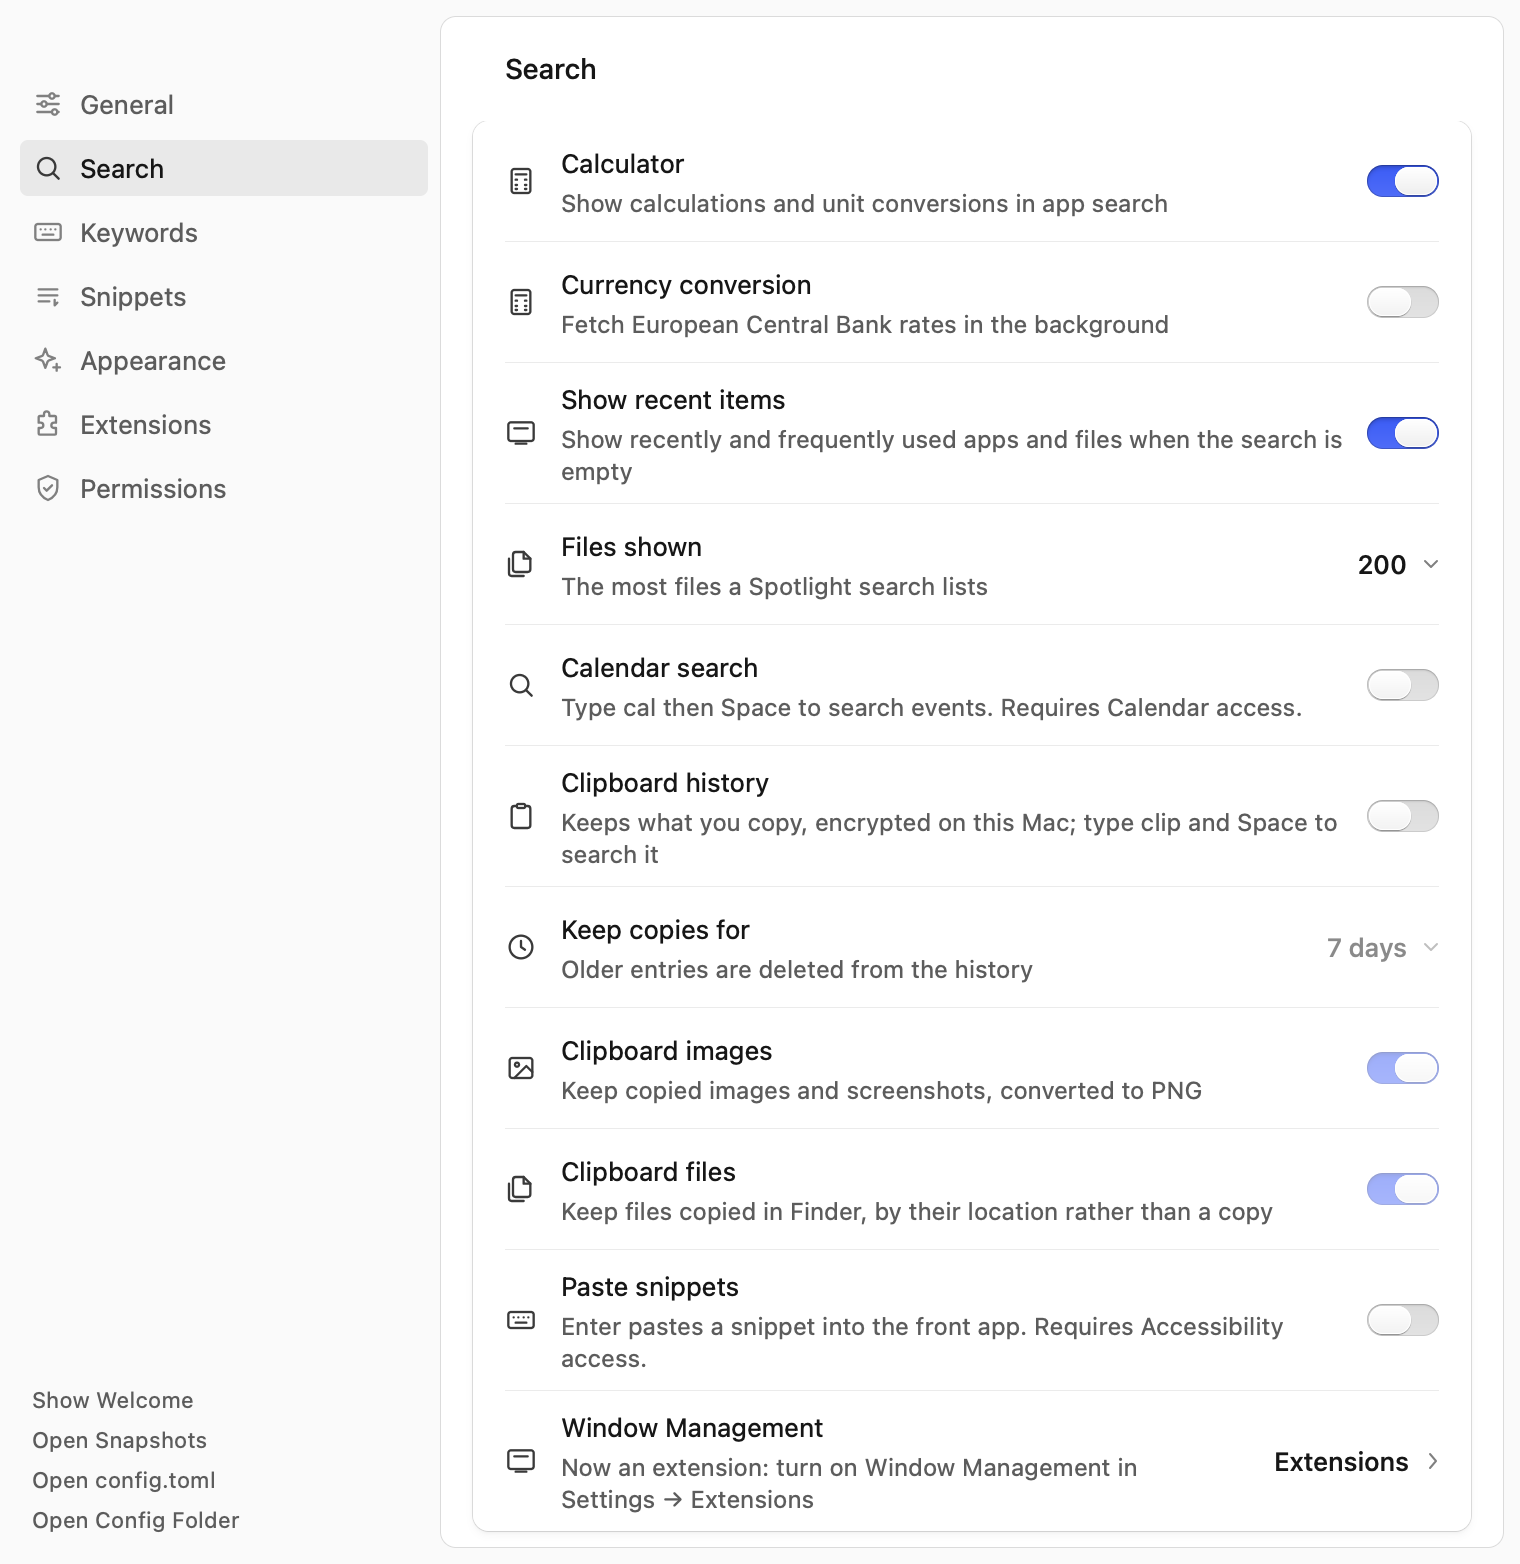 General
Search
Keywords
Snippets
Appearance
Extensions
Permissions
Show Welcome
Open Snapshots
Open config.toml
Open Config Folder
Search
Calculator
Show calculations and unit conversions in app search
Currency conversion
Fetch European Central Bank rates in the background
Show recent items
Show recently and frequently used apps and files when the search is
empty
Files shown
The most files a Spotlight search lists
200
Calendar search
Type cal then Space to search events. Requires Calendar access.
Clipboard history
Keeps what you copy, encrypted on this Mac; type clip and Space to
search it
Keep copies for
Older entries are deleted from the history
7 days
Clipboard images
Keep copied images and screenshots, converted to PNG
Clipboard files
Keep files copied in Finder, by their location rather than a copy
Paste snippets
Enter pastes a snippet into the front app. Requires Accessibility
access.
Window Management
Now an extension: turn on Window Management in
Settings → Extensions
Extensions